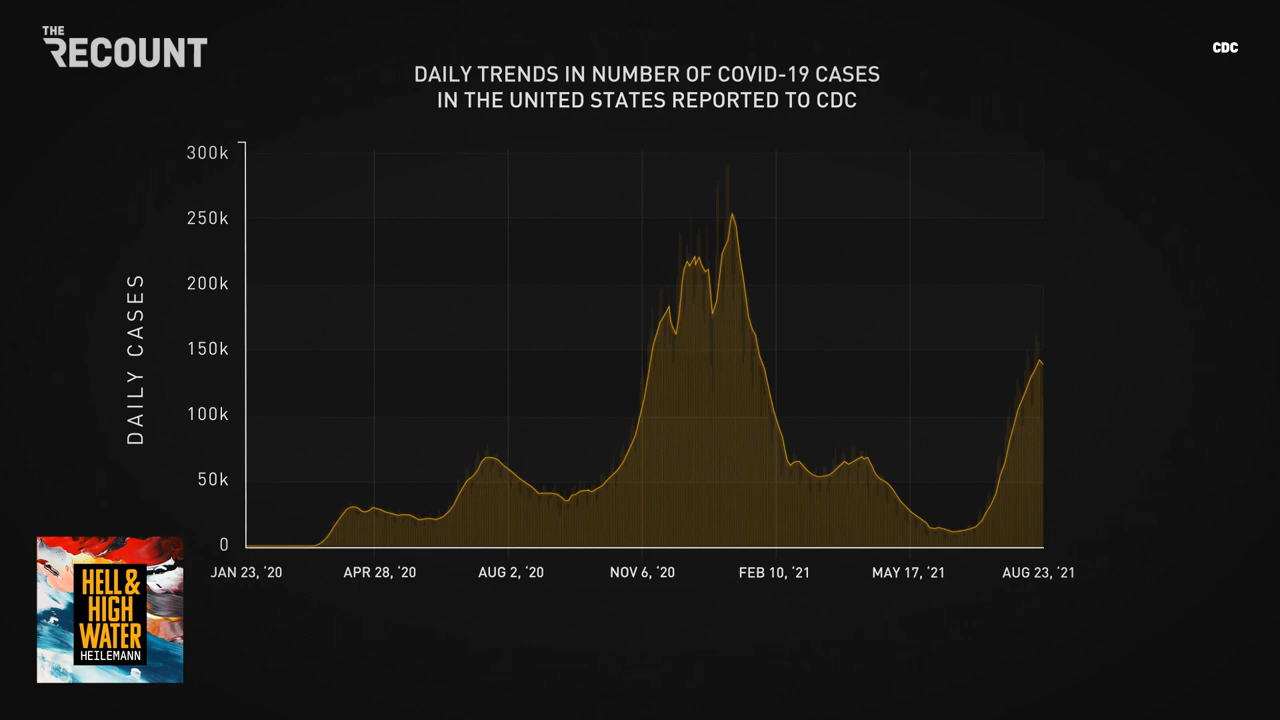 THE
RECOUNT
CDC
DAILY TRENDS IN NUMBER OF COVID-19 CASES
IN THE UNITED STATES REPORTED TO CDC
DAILY CASES
300k
250k
200k
150k
100k
50k
0
JAN 23, '20
APR 28, '20
AUG 2, '20
NOV 6, '20
FEB 10, '21
MAY 17, '21
AUG 23, '21
HELL &
HIGH
WATER
HEILEMANN